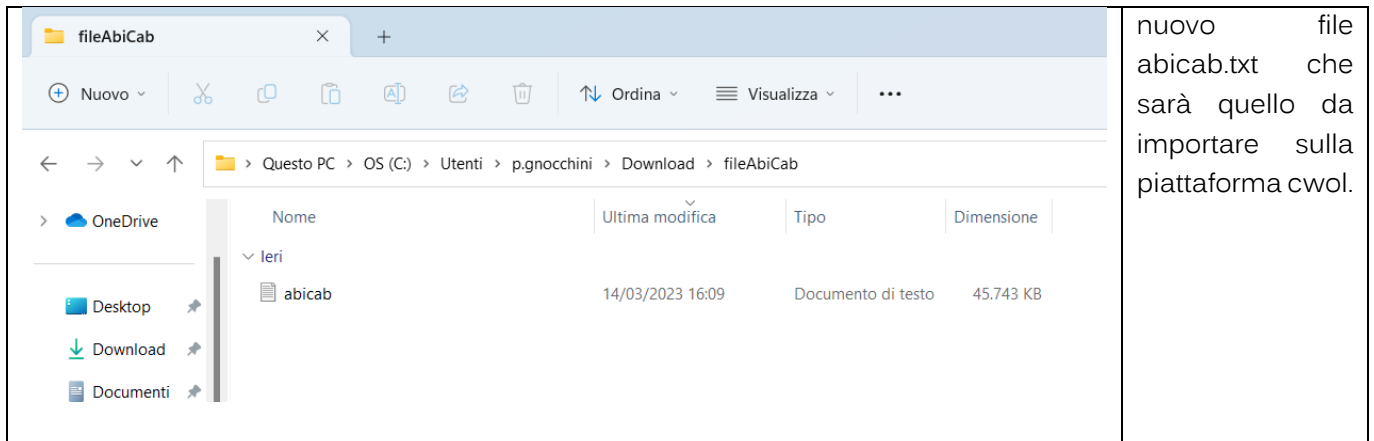 fileAbiCab
Nuovo
Ordina
Visualizza
Questo PC > OS (C:) > Utenti > p.gnocchini > Download > fileAbiCab
OneDrive
Desktop
Download
Documenti
Nome Ultima modifica Tipo Dimensione
Ieri
abicab 14/03/2023 16:09 Documento di testo 45.743 KB
nuovo file
abicab.txt che
sarà quello da
importare sulla
piattaforma cwol.